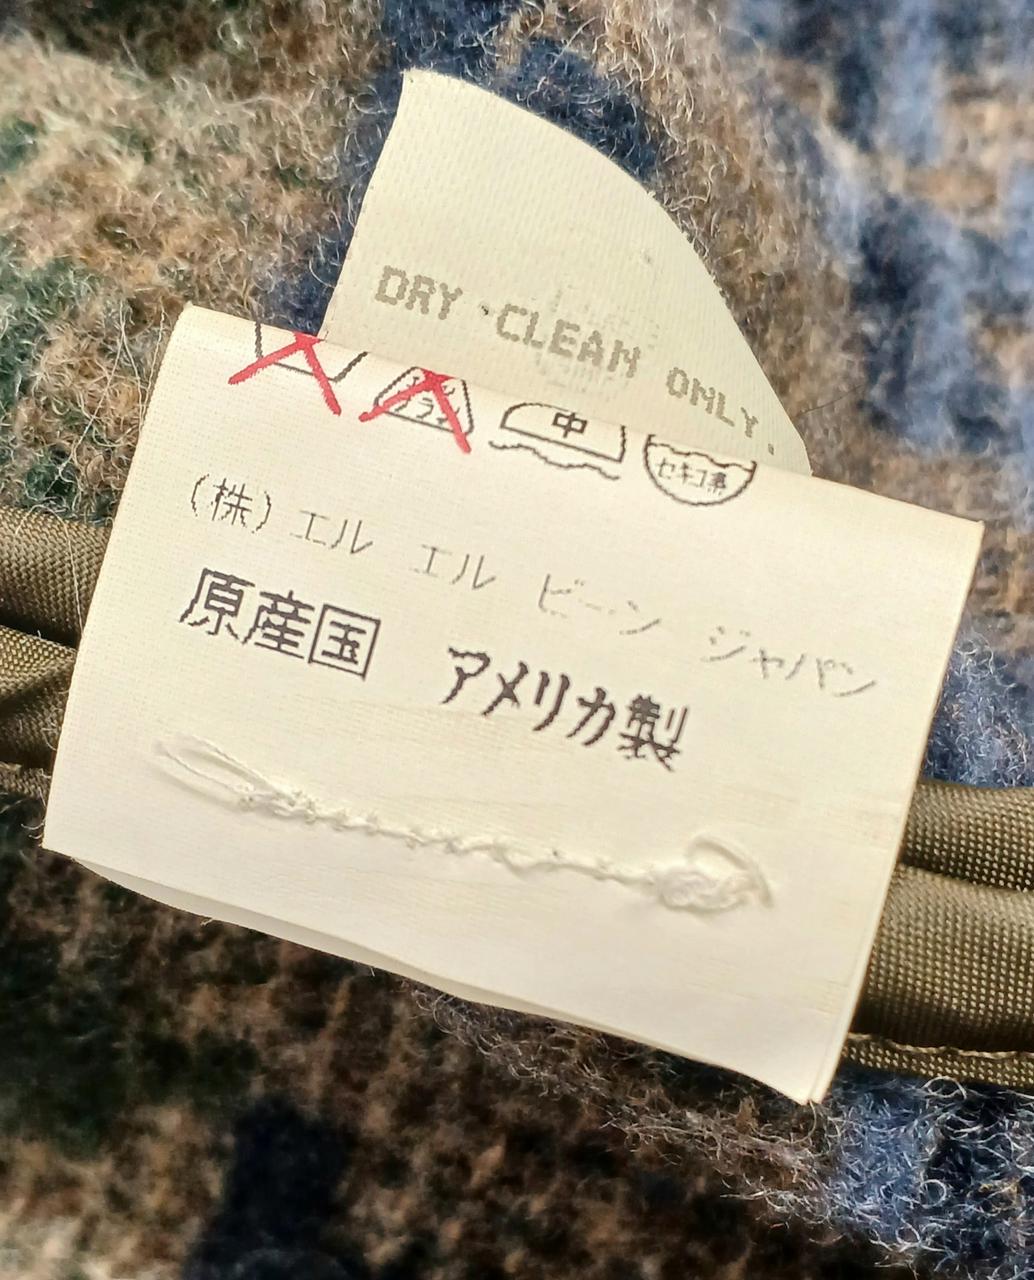 DRY CLEAN ONLY.
中
セキユ系
(株) エル エル ビーン ジャパン
原産国 アメリカ製